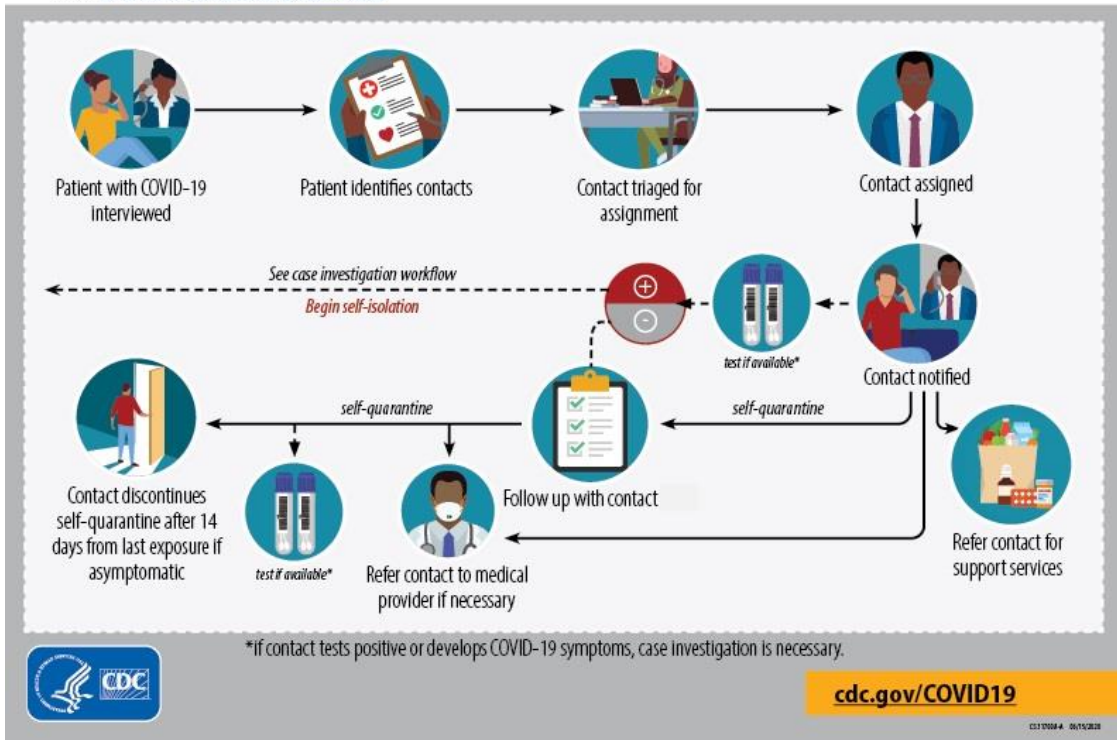 Patient with COVID-19
interviewed
Patient identifies contacts
Contact triaged for
assignment
Contact assigned
See case investigation workflow
Begin self-isolation
test if available*
Contact notified
self-quarantine
self-quarantine
Contact discontinues
self-quarantine after 14
days from last exposure if
asymptomatic
test if available*
Refer contact to medical
provider if necessary
Follow up with contact
Refer contact for
support services
*if contact tests positive or develops COVID-19 symptoms, case investigation is necessary.
CDC
cdc.gov/COVID19
06/15/2020